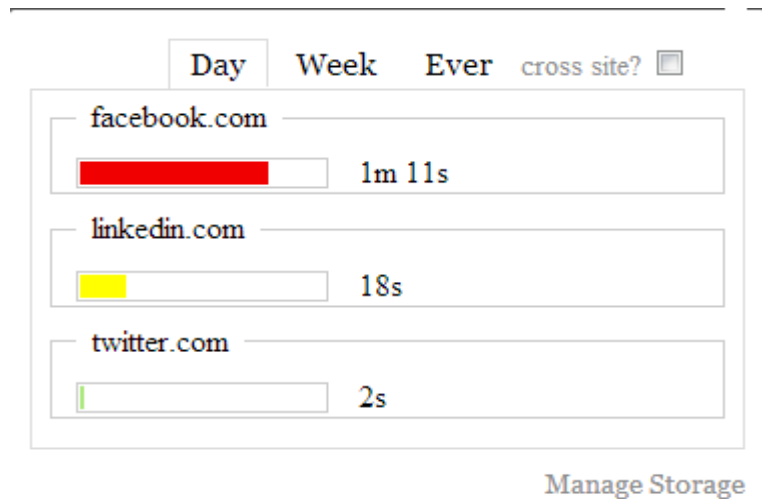 Day Week Ever cross site?
facebook.com
1m 11s
linkedin.com
18s
twitter.com
2s
Manage Storage